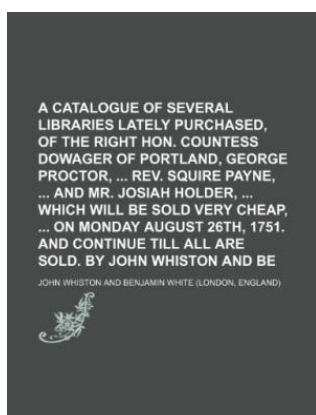 A CATALOGUE OF SEVERAL
LIBRARIES LATELY PURCHASED,
OF THE RIGHT HON. COUNTESS
DOWAGER OF PORTLAND, GEORGE
PROCTOR, ... REV. SQUIRE PAYNE,
... AND MR. JOSIAH HOLDER, ...
WHICH WILL BE SOLD VERY CHEAP,
... ON MONDAY AUGUST 26TH, 1751.
AND CONTINUE TILL ALL ARE
SOLD. BY JOHN WHISTON AND BE
JOHN WHISTON AND BENJAMIN WHITE (LONDON, ENGLAND)